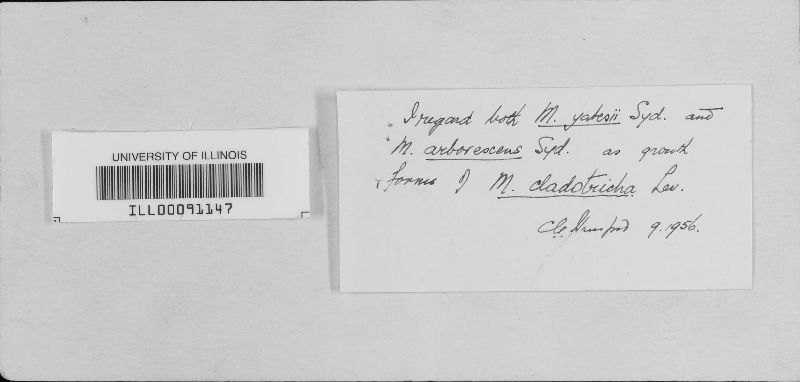 UNIVERSITY OF ILLINOIS
ILL00091147
I regard both M. yatesii Syd. and
M. arborescens Syd. as growth
forms of M. cladotricha Lev.
9.1956.